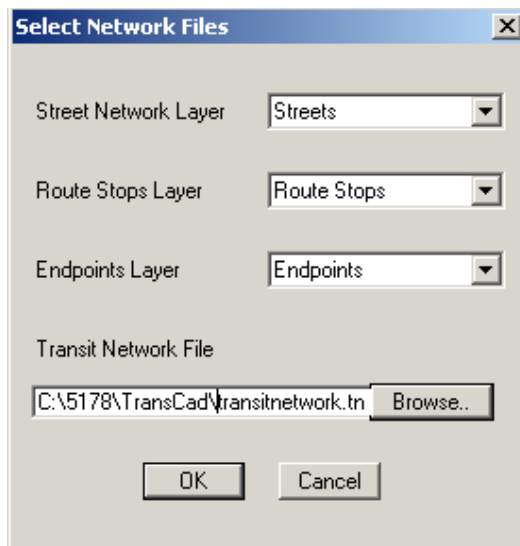 Select Network Files
Street Network Layer Streets
Route Stops Layer Route Stops
Endpoints Layer Endpoints
Transit Network File
C:\5178\TransCad\transitnetwork.tn Browse..
OK Cancel